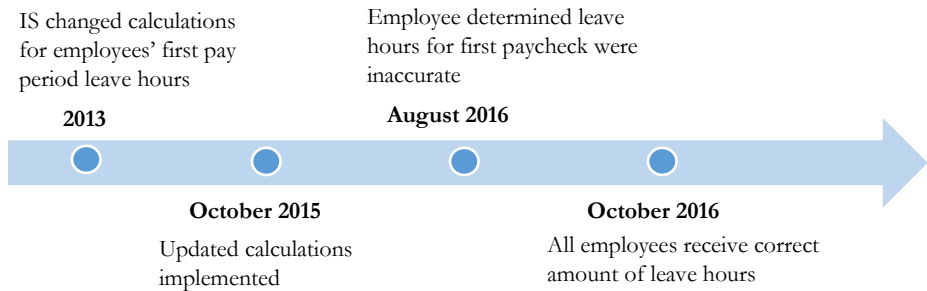 IS changed calculations
for employees’ first pay
period leave hours
2013
Employee determined leave
hours for first paycheck were
inaccurate
August 2016
October 2015
Updated calculations
implemented
October 2016
All employees receive correct
amount of leave hours